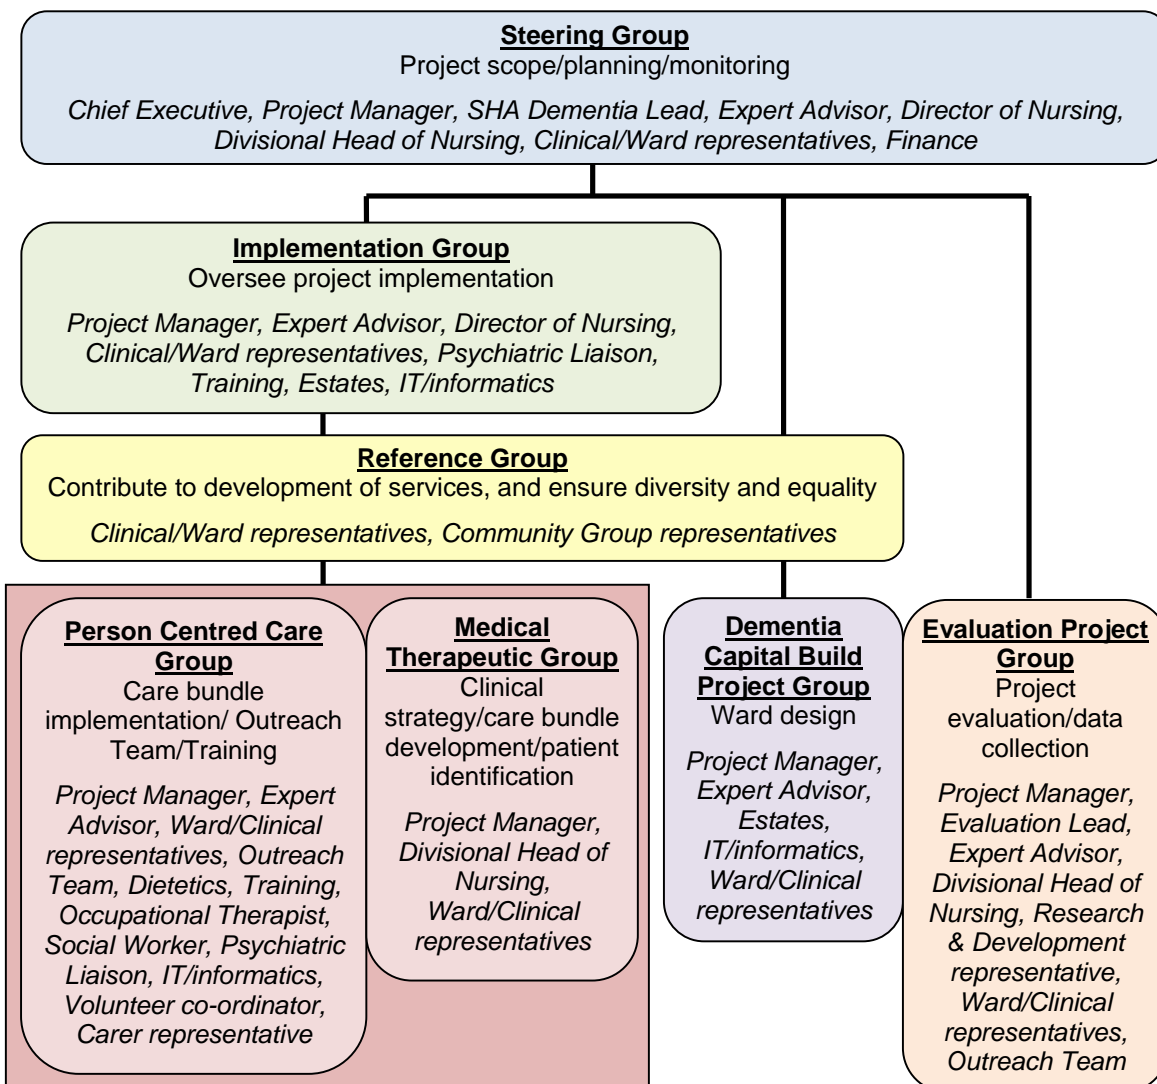 Steering Group
Project scope/planning/monitoring
Chief Executive, Project Manager, SHA Dementia Lead, Expert Advisor, Director of Nursing,
Divisional Head of Nursing, Clinical/Ward representatives, Finance
Implementation Group
Oversee project implementation
Project Manager, Expert Advisor, Director of Nursing,
Clinical/Ward representatives, Psychiatric Liaison,
Training, Estates, IT/informatics
Reference Group
Contribute to development of services, and ensure diversity and equality
Clinical/Ward representatives, Community Group representatives
Person Centred Care
Group
Care bundle
implementation/ Outreach
Team/Training
Project Manager, Expert
Advisor, Ward/Clinical
representatives, Outreach
Team, Dietetics, Training,
Occupational Therapist,
Social Worker, Psychiatric
Liaison, IT/informatics,
Volunteer co-ordinator,
Carer representative
Medical
Therapeutic Group
Clinical
strategy/care bundle
development/patient
identification
Project Manager,
Divisional Head of
Nursing,
Ward/Clinical
representatives
Dementia
Capital Build
Project Group
Ward design
Project Manager,
Expert Advisor,
Estates,
IT/informatics,
Ward/Clinical
representatives
Evaluation Project
Group
Project
evaluation/data
collection
Project Manager,
Evaluation Lead,
Expert Advisor,
Divisional Head of
Nursing, Research
& Development
representative,
Ward/Clinical
representatives,
Outreach Team